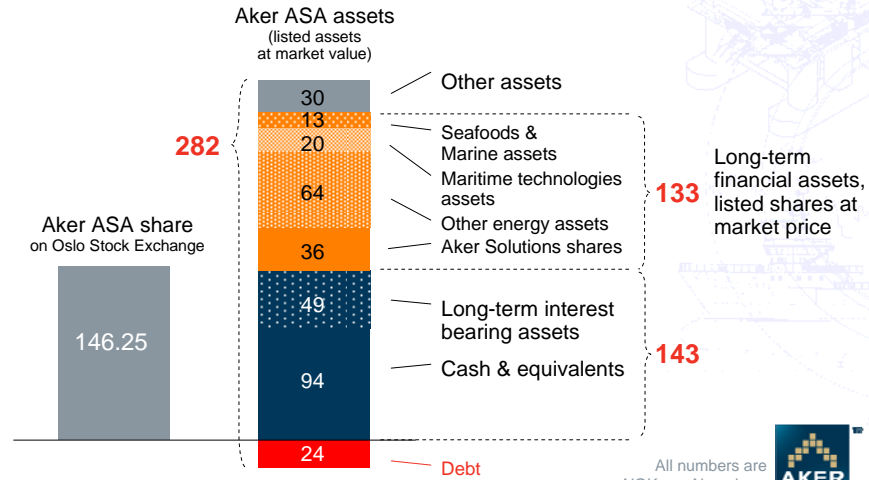 Aker ASA assets
(listed assets
at market value)
Other assets
30
13
Seafoods &
Marine assets
282
20
Maritime technologies
assets
133
Long-term
financial assets,
listed shares at
market price
64
Other energy assets
Aker ASA share
on Oslo Stock Exchange
36
Aker Solutions shares
49
Long-term interest
bearing assets
146.25
143
94
Cash & equivalents
24
Debt
All numbers are
AKER